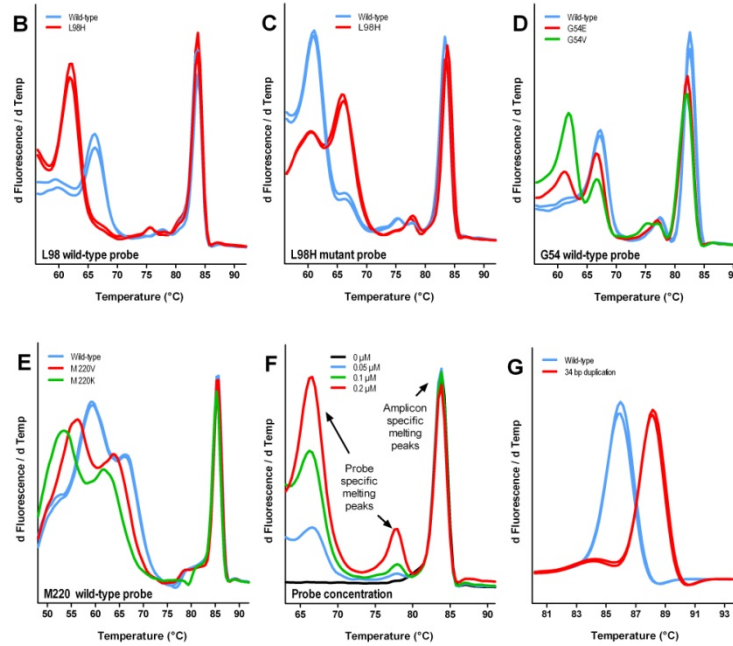 B
Wild-type
L98H
d Fluorescence / d Temp
L98 wild-type probe
60 65 70 75 80 85 90
Temperature (°C)
C
Wild-type
L98H
d Fluorescence / d Temp
L98H mutant probe
60 65 70 75 80 85 90
Temperature (°C)
D
Wild-type
G54E
G54V
d Fluorescence / d Temp
G54 wild-type probe
60 65 70 75 80 85
Temperature (°C)
E
Wild-type
M220V
M220K
d Fluorescence / d Temp
M220 wild-type probe
50 55 60 65 70 75 80 85 90
Temperature (°C)
F
0 µM
0.05 µM
0.1 µM
0.2 µM
Amplicon
specific
melting
peaks
Probe
specific
melting
peaks
d Fluorescence / d Temp
Probe concentration
65 70 75 80 85 90
Temperature (°C)
G
Wild-type
34 bp duplication
d Fluorescence / d Temp
81 83 85 87 89 91 93
Temperature (°C)